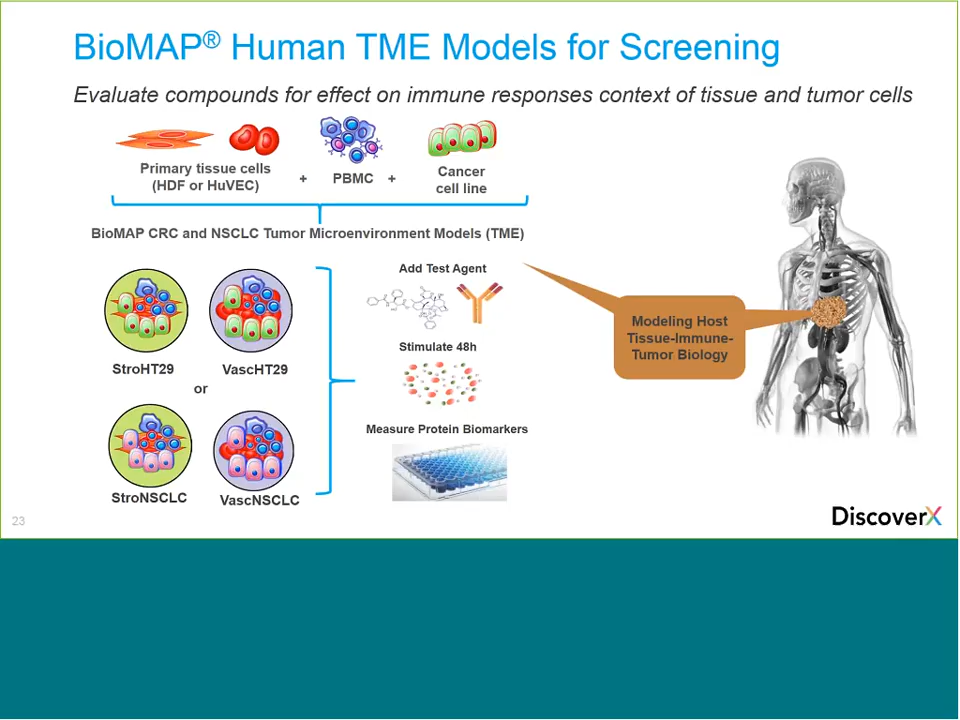 BioMAP® Human TME Models for Screening
Evaluate compounds for effect on immune responses context of tissue and tumor cells
Primary tissue cells
(HDF or HuVEC)
+
PBMC
+
Cancer
cell line
BioMAP CRC and NSCLC Tumor Microenvironment Models (TME)
Add Test Agent
StroHT29
VascHT29
or
StroNSCLC
VascNSCLC
Stimulate 48h
Measure Protein Biomarkers
Modeling Host
Tissue-Immune-
Tumor Biology
23
DiscoverX